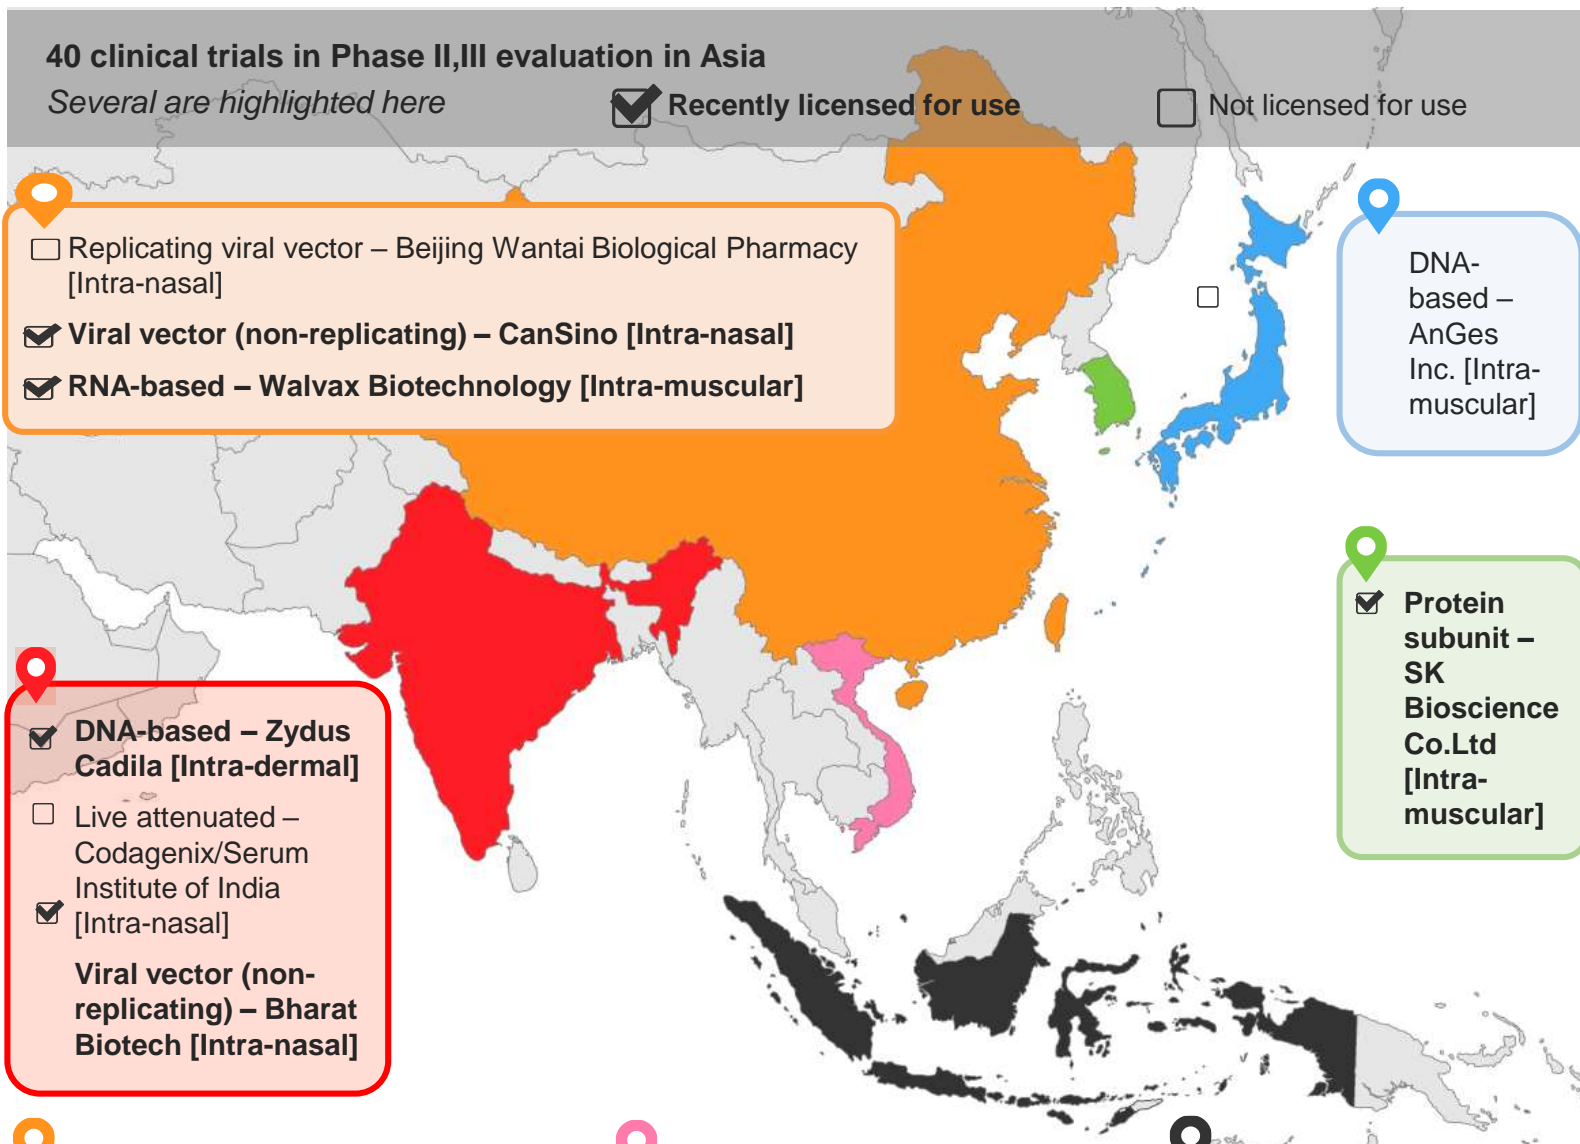 40 clinical trials in Phase II,III evaluation in Asia
Several are highlighted here
Recently licensed for use
Not licensed for use
Replicating viral vector – Beijing Wantai Biological Pharmacy
[Intra-nasal]
Viral vector (non-replicating) – CanSino [Intra-nasal]
RNA-based – Walvax Biotechnology [Intra-muscular]
DNA-
based –
AnGes
Inc. [Intra-
muscular]
Protein
subunit –
SK
Bioscience
Co.Ltd
[Intra-
muscular]
DNA-based – Zydus
Cadila [Intra-dermal]
Live attenuated –
Codagenix/Serum
Institute of India
[Intra-nasal]
Viral vector (non-
replicating) – Bharat
Biotech [Intra-nasal]